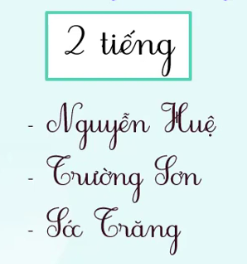 2 tiếng
- Nguyễn Huệ
- Trường Sơn
- Sóc Trăng